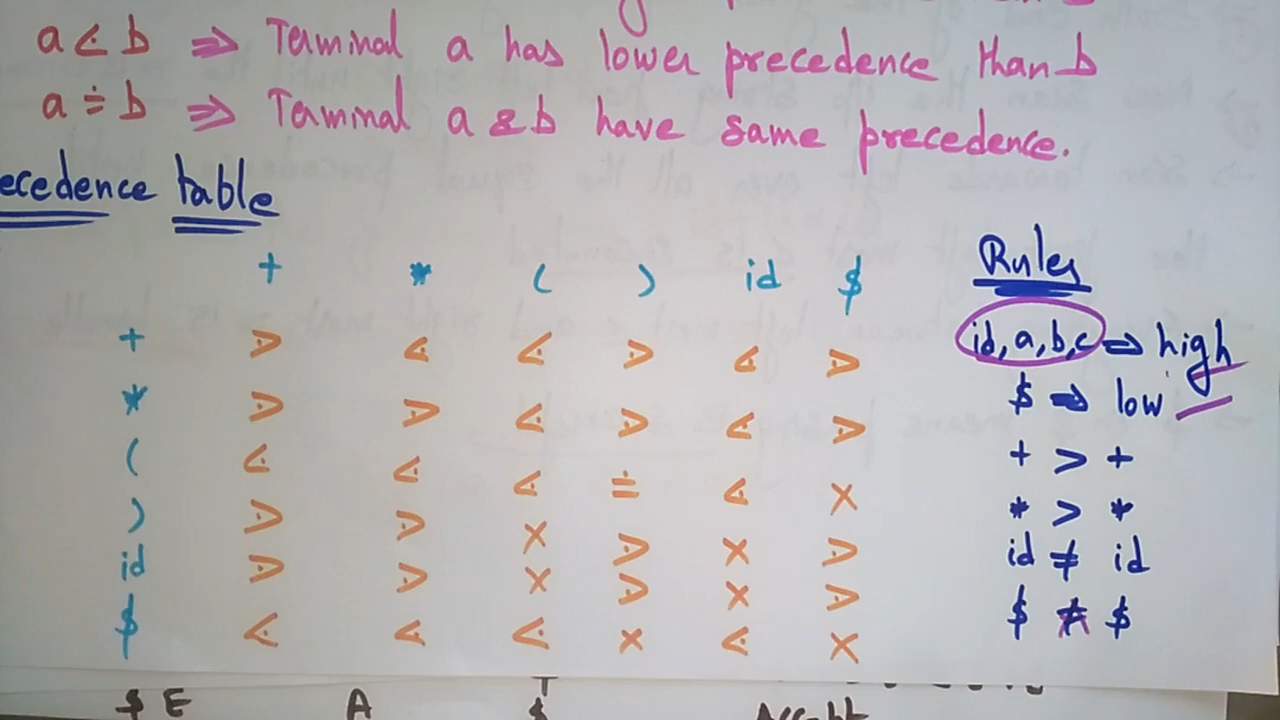 a ⋖ b ⇒ Terminal a has lower precedence than b
a ≐ b ⇒ Terminal a & b have same precedence.
ecedence table
+ * ( ) id $
+ ⋗ ⋖ ⋖ ⋗ ⋖ ⋗
* ⋗ ⋗ ⋖ ⋗ ⋖ ⋗
( ⋖ ⋖ ⋖ ≐ ⋖ ×
) ⋗ ⋗ × ⋗ × ⋗
id ⋗ ⋗ × ⋗ × ⋗
$ ⋖ ⋖ ⋖ × ⋖ ×
Rules
id, a, b, c ⇒ high
$ ⇒ low
+ > +
* > *
id ≠ id
$ ≠ $
$ E A $